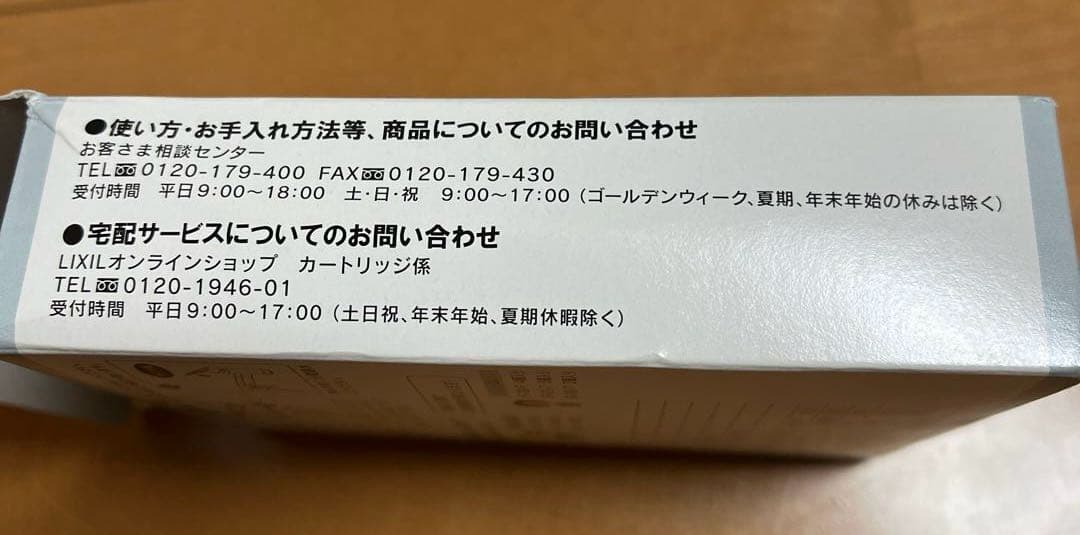 ●使い方・お手入れ方法等、商品についてのお問い合わせ
お客さま相談センター
TEL 0120-179-400 FAX 0120-179-430
受付時間 平日9:00～18:00 土・日・祝 9:00～17:00（ゴールデンウィーク、夏期、年末年始の休みは除く）
●宅配サービスについてのお問い合わせ
LIXILオンラインショップ カートリッジ係
TEL 0120-1946-01
受付時間 平日9:00～17:00（土日祝、年末年始、夏期休暇除く）